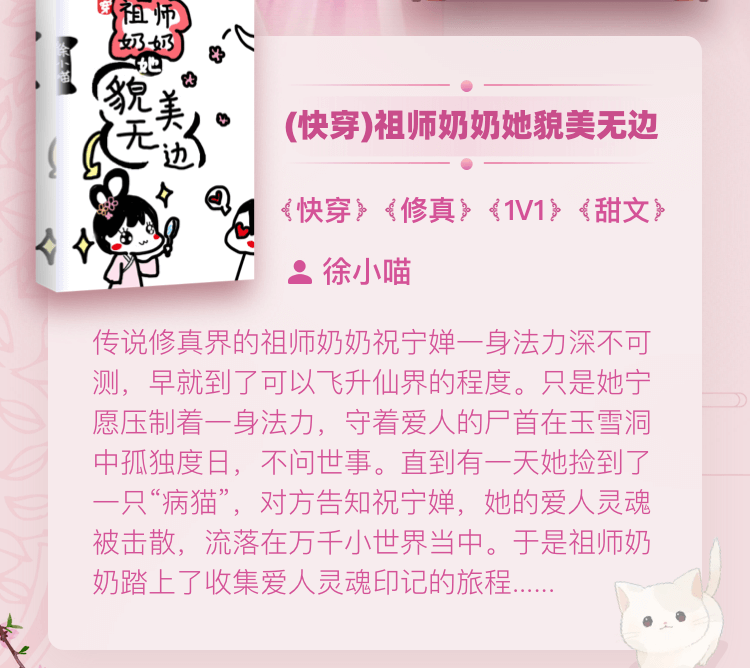 穿
祖师
奶奶
她
貌美
无边
徐小喵
(快穿)祖师奶奶她貌美无边
《快穿》《修真》《1V1》《甜文》
徐小喵
传说修真界的祖师奶奶祝宁婵一身法力深不可
测，早就到了可以飞升仙界的程度。只是她宁
愿压制着一身法力，守着爱人的尸首在玉雪洞
中孤独度日，不问世事。直到有一天她捡到了
一只“病猫”，对方告知祝宁婵，她的爱人灵魂
被击散，流落在万千小世界当中。于是祖师奶
奶踏上了收集爱人灵魂印记的旅程......